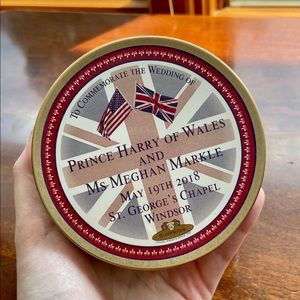 To Commemorate the Wedding of
Prince Harry of Wales
and
Ms Meghan Markle
May 19th 2018
St. George's Chapel
Windsor